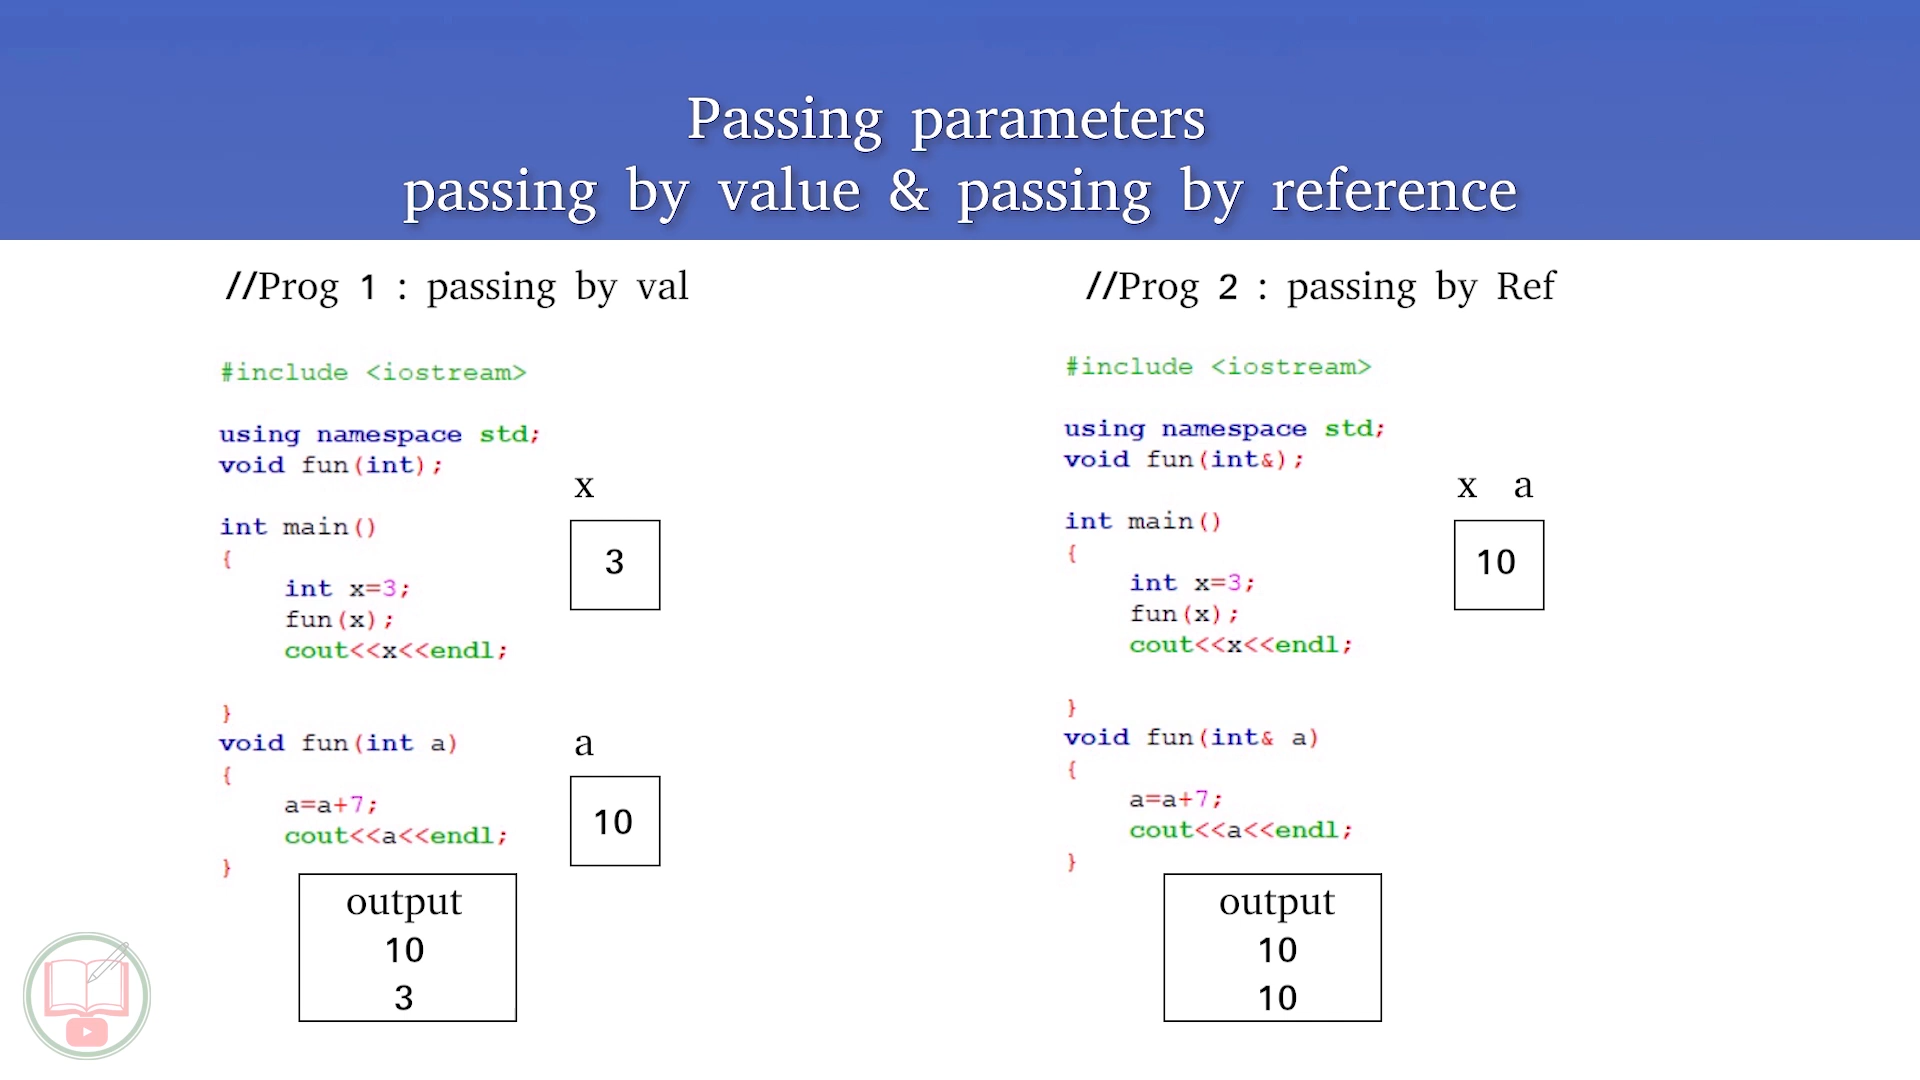 Passing parameters
passing by value & passing by reference
//Prog 1 : passing by val
#include <iostream>
using namespace std;
void fun(int);
int main()
{
int x=3;
fun(x);
cout<<x<<endl;
}
void fun(int a)
{
a=a+7;
cout<<a<<endl;
}
x
3
a
10
output
10
3
//Prog 2 : passing by Ref
#include <iostream>
using namespace std;
void fun(int&);
int main()
{
int x=3;
fun(x);
cout<<x<<endl;
}
void fun(int& a)
{
a=a+7;
cout<<a<<endl;
}
x a
10
output
10
10